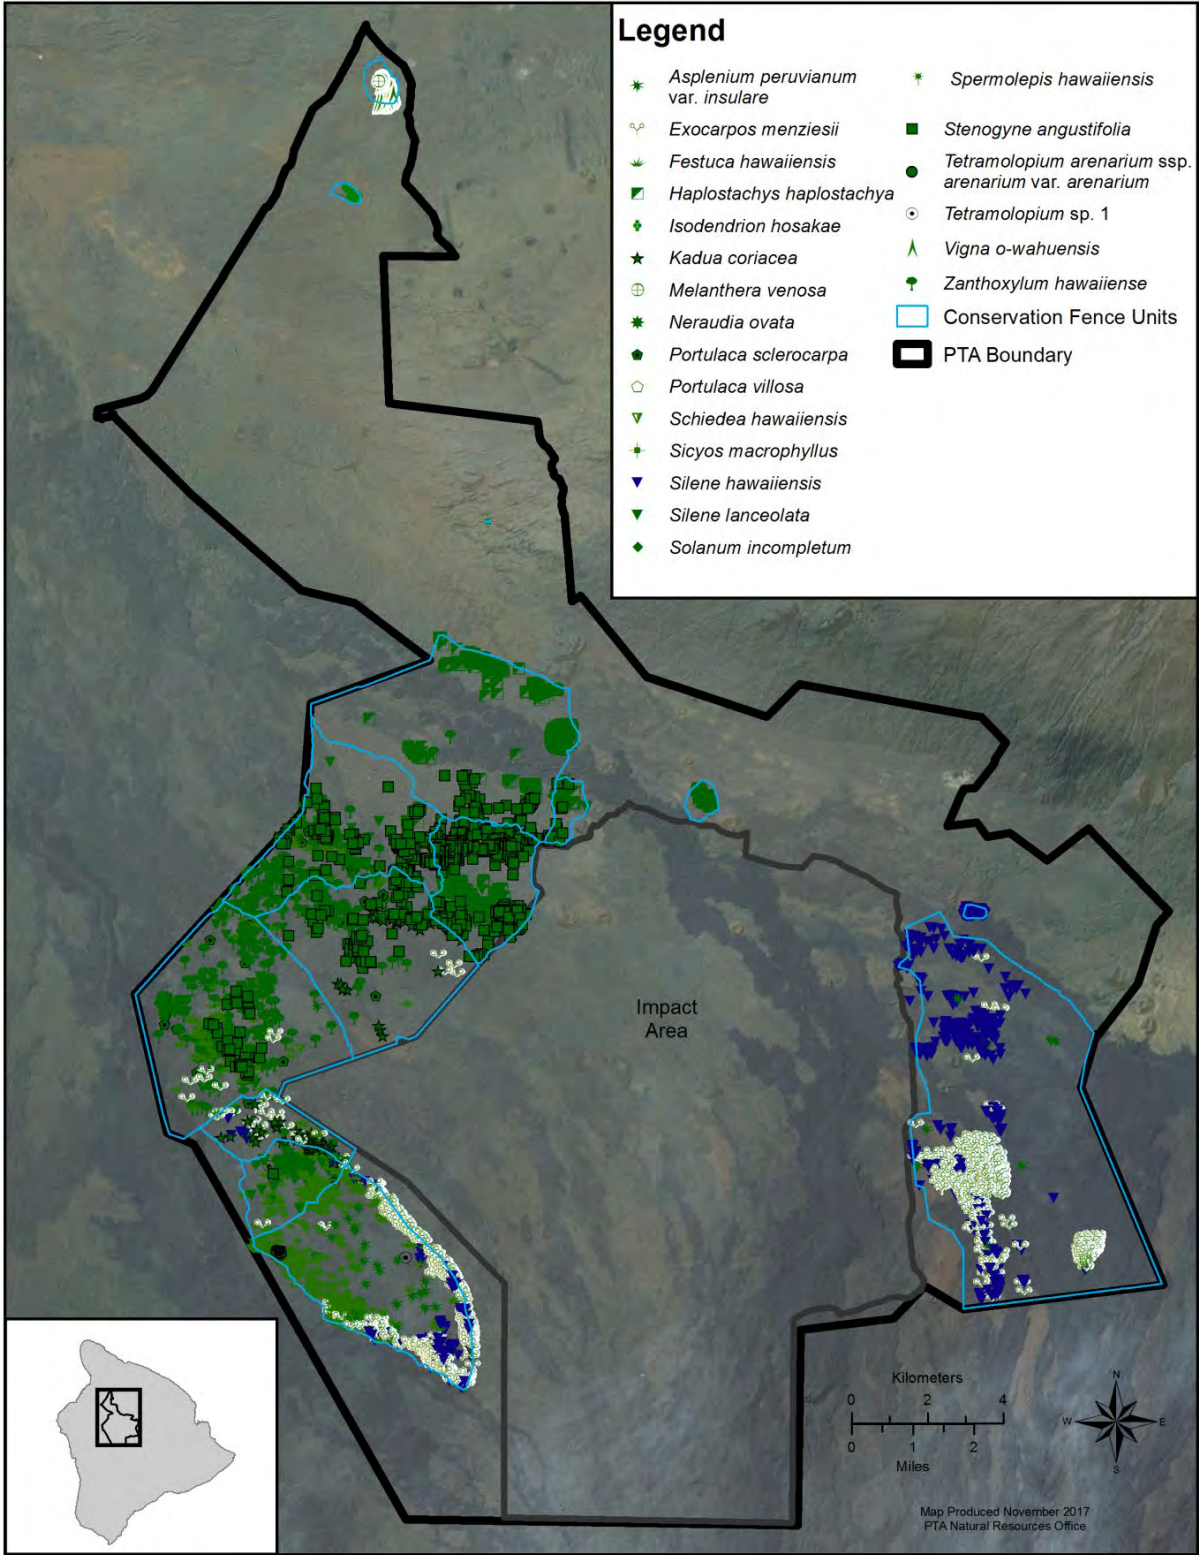 Legend
Asplenium peruvianum
var. insulare
Exocarpos menziesii
Festuca hawaiiensis
Haplostachys haplostachya
Isodendrion hosakae
Kadua coriacea
Melanthera venosa
Neraudia ovata
Portulaca sclerocarpa
Portulaca villosa
Schiedea hawaiiensis
Sicyos macrophyllus
Silene hawaiiensis
Silene lanceolata
Solanum incompletum
Spermolepis hawaiiensis
Stenogyne angustifolia
Tetramolopium arenarium ssp.
arenarium var. arenarium
Tetramolopium sp. 1
Vigna o-wahuensis
Zanthoxylum hawaiiense
Conservation Fence Units
PTA Boundary
Impact
Area
Kilometers
0 2 4
0 1 2
Miles
N
W E
S
Map Produced November 2017
PTA Natural Resources Office